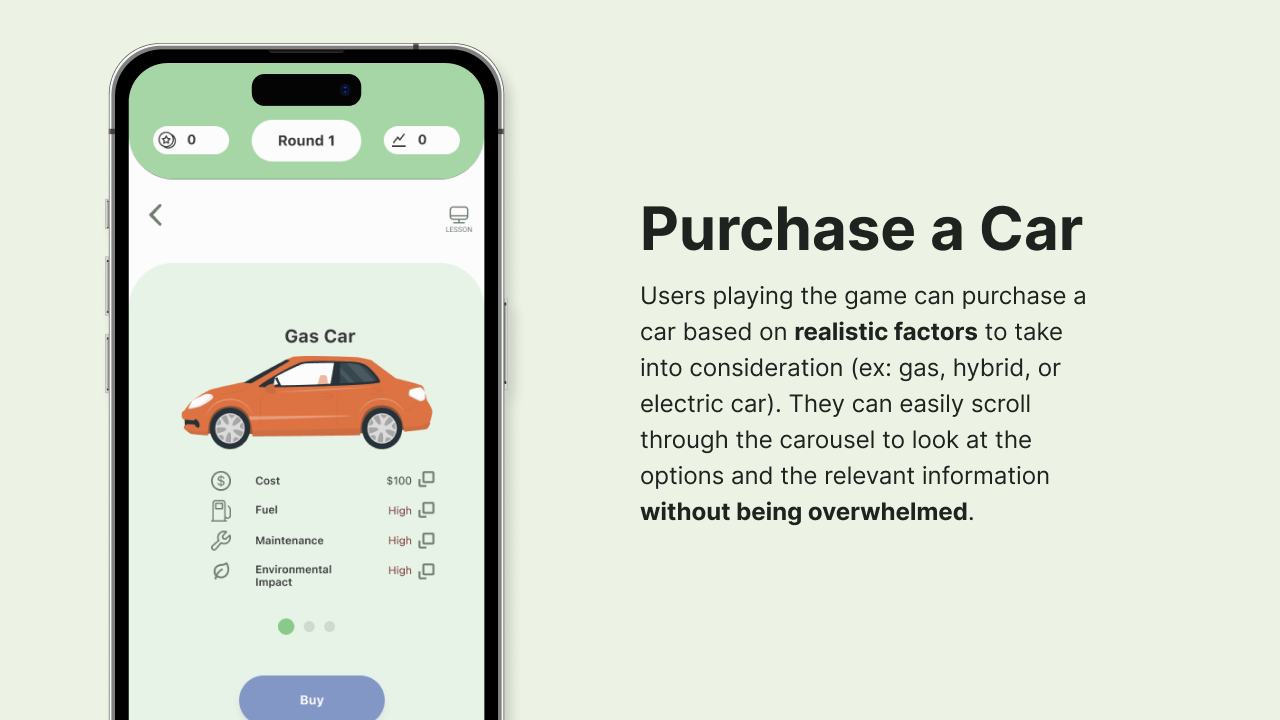 0
Round 1
0
LESSON
Gas Car
Cost $100
Fuel High
Maintenance High
Environmental
Impact High
Buy
Purchase a Car
Users playing the game can purchase a
car based on realistic factors to take
into consideration (ex: gas, hybrid, or
electric car). They can easily scroll
through the carousel to look at the
options and the relevant information
without being overwhelmed.